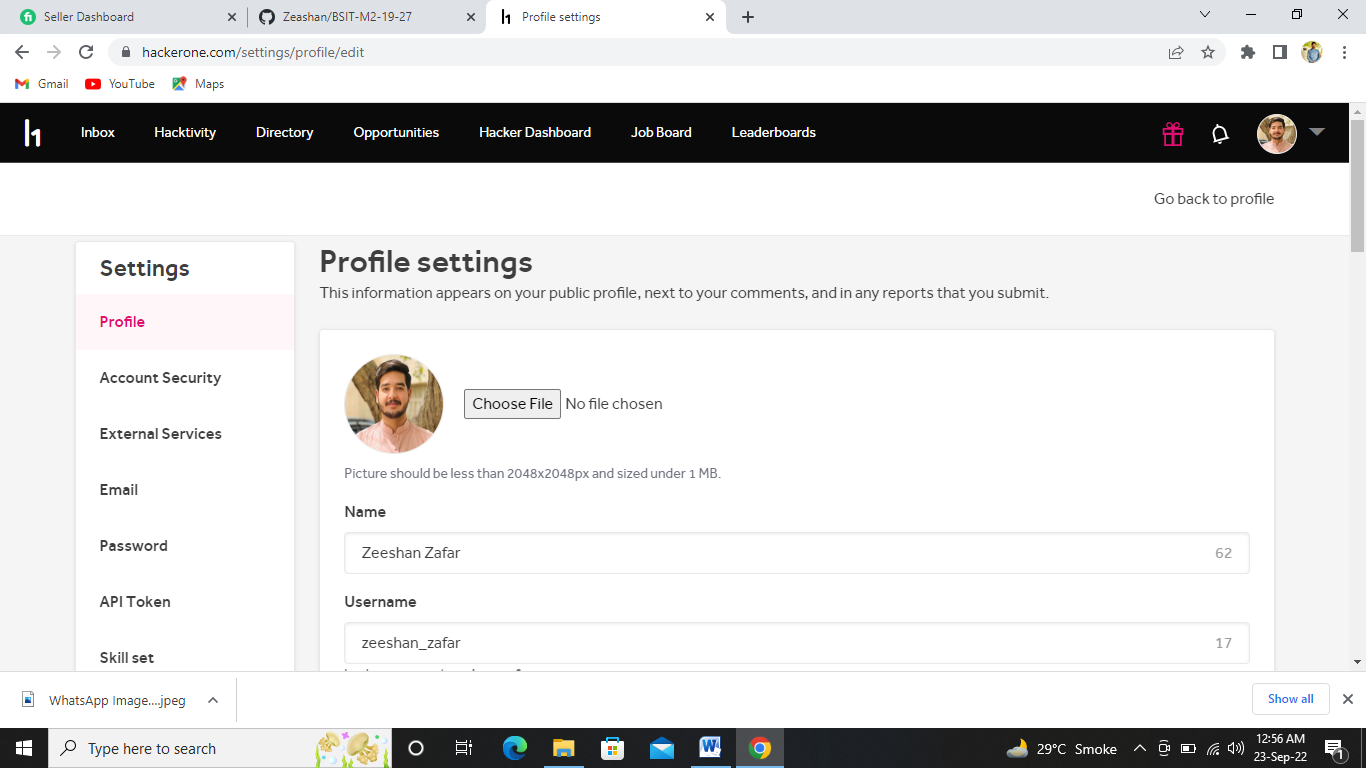 Seller Dashboard
Zeashan/BSIT-M2-19-27
Profile settings
hackerone.com/settings/profile/edit
Gmail
YouTube
Maps
Inbox
Hacktivity
Directory
Opportunities
Hacker Dashboard
Job Board
Leaderboards
Go back to profile
Settings
Profile
Account Security
External Services
Email
Password
API Token
Skill set
Profile settings
This information appears on your public profile, next to your comments, and in any reports that you submit.
Choose File No file chosen
Picture should be less than 2048x2048px and sized under 1 MB.
Name
Zeeshan Zafar 62
Username
zeeshan_zafar 17
WhatsApp Image....jpeg
Show all
Type here to search
29°C Smoke
12:56 AM
23-Sep-22
1